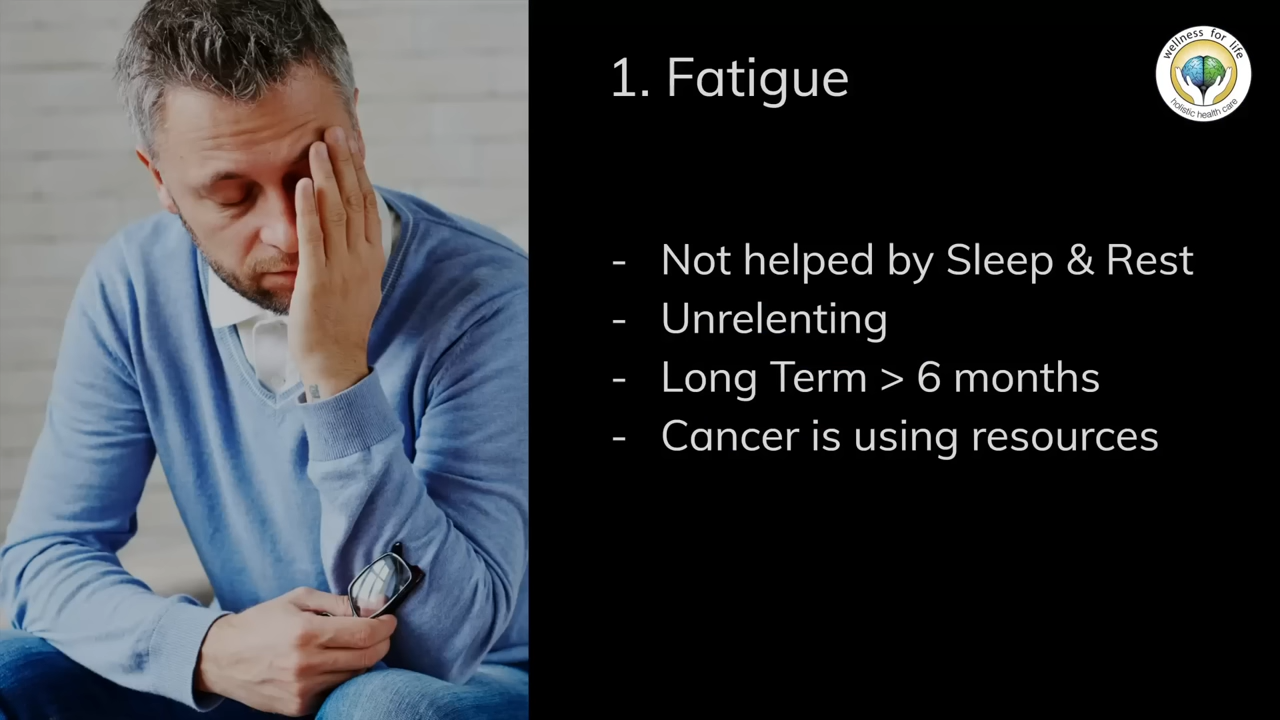 1. Fatigue
wellness for life
holistic health care
- Not helped by Sleep & Rest
- Unrelenting
- Long Term > 6 months
- Cancer is using resources